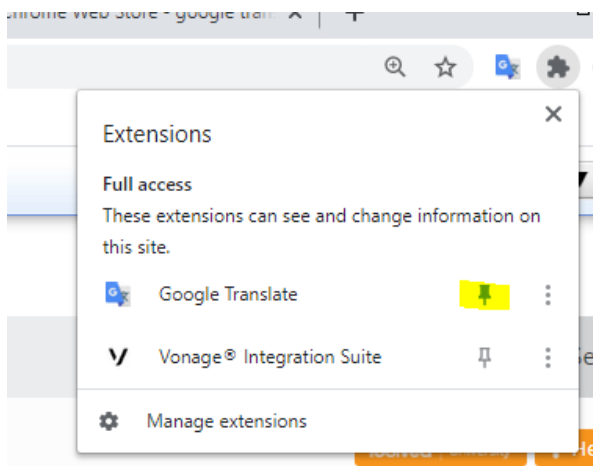 Chrome Web Store - google tran
Extensions
Full access
These extensions can see and change information on
this site.
Google Translate
Vonage® Integration Suite
Manage extensions